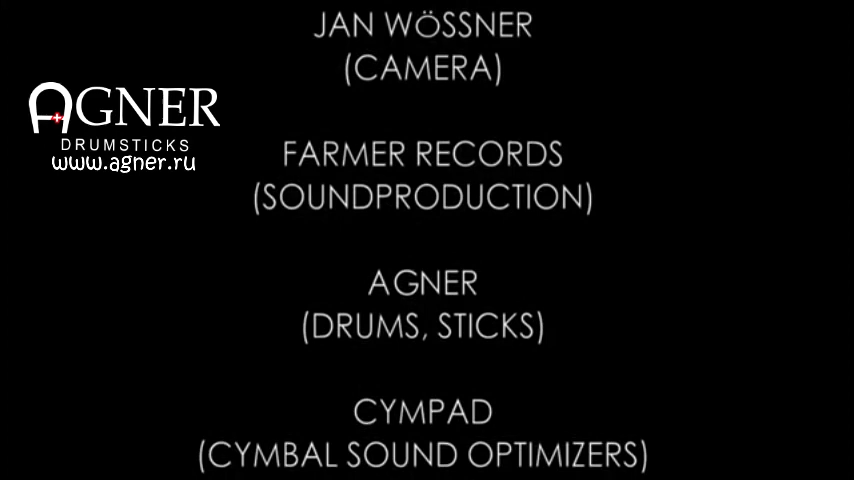 JAN WÖSSNER
(CAMERA)
AGNER
DRUMSTICKS
www.agner.ru
FARMER RECORDS
(SOUNDPRODUCTION)
AGNER
(DRUMS, STICKS)
CYMPAD
(CYMBAL SOUND OPTIMIZERS)